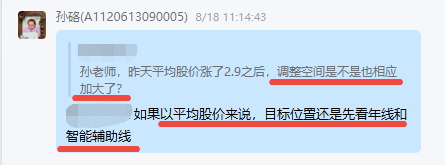 孙硌(A1120613090005) 8/18 11:14:43
孙老师，昨天平均股价涨了2.9之后，调整空间是不是也相应
加大了？
如果以平均股价来说，目标位置还是先看年线和
智能辅助线